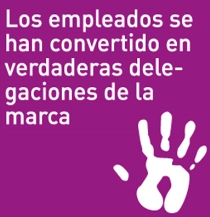 Los empleados se
han convertido en
verdaderas dele-
gaciones de la
marca